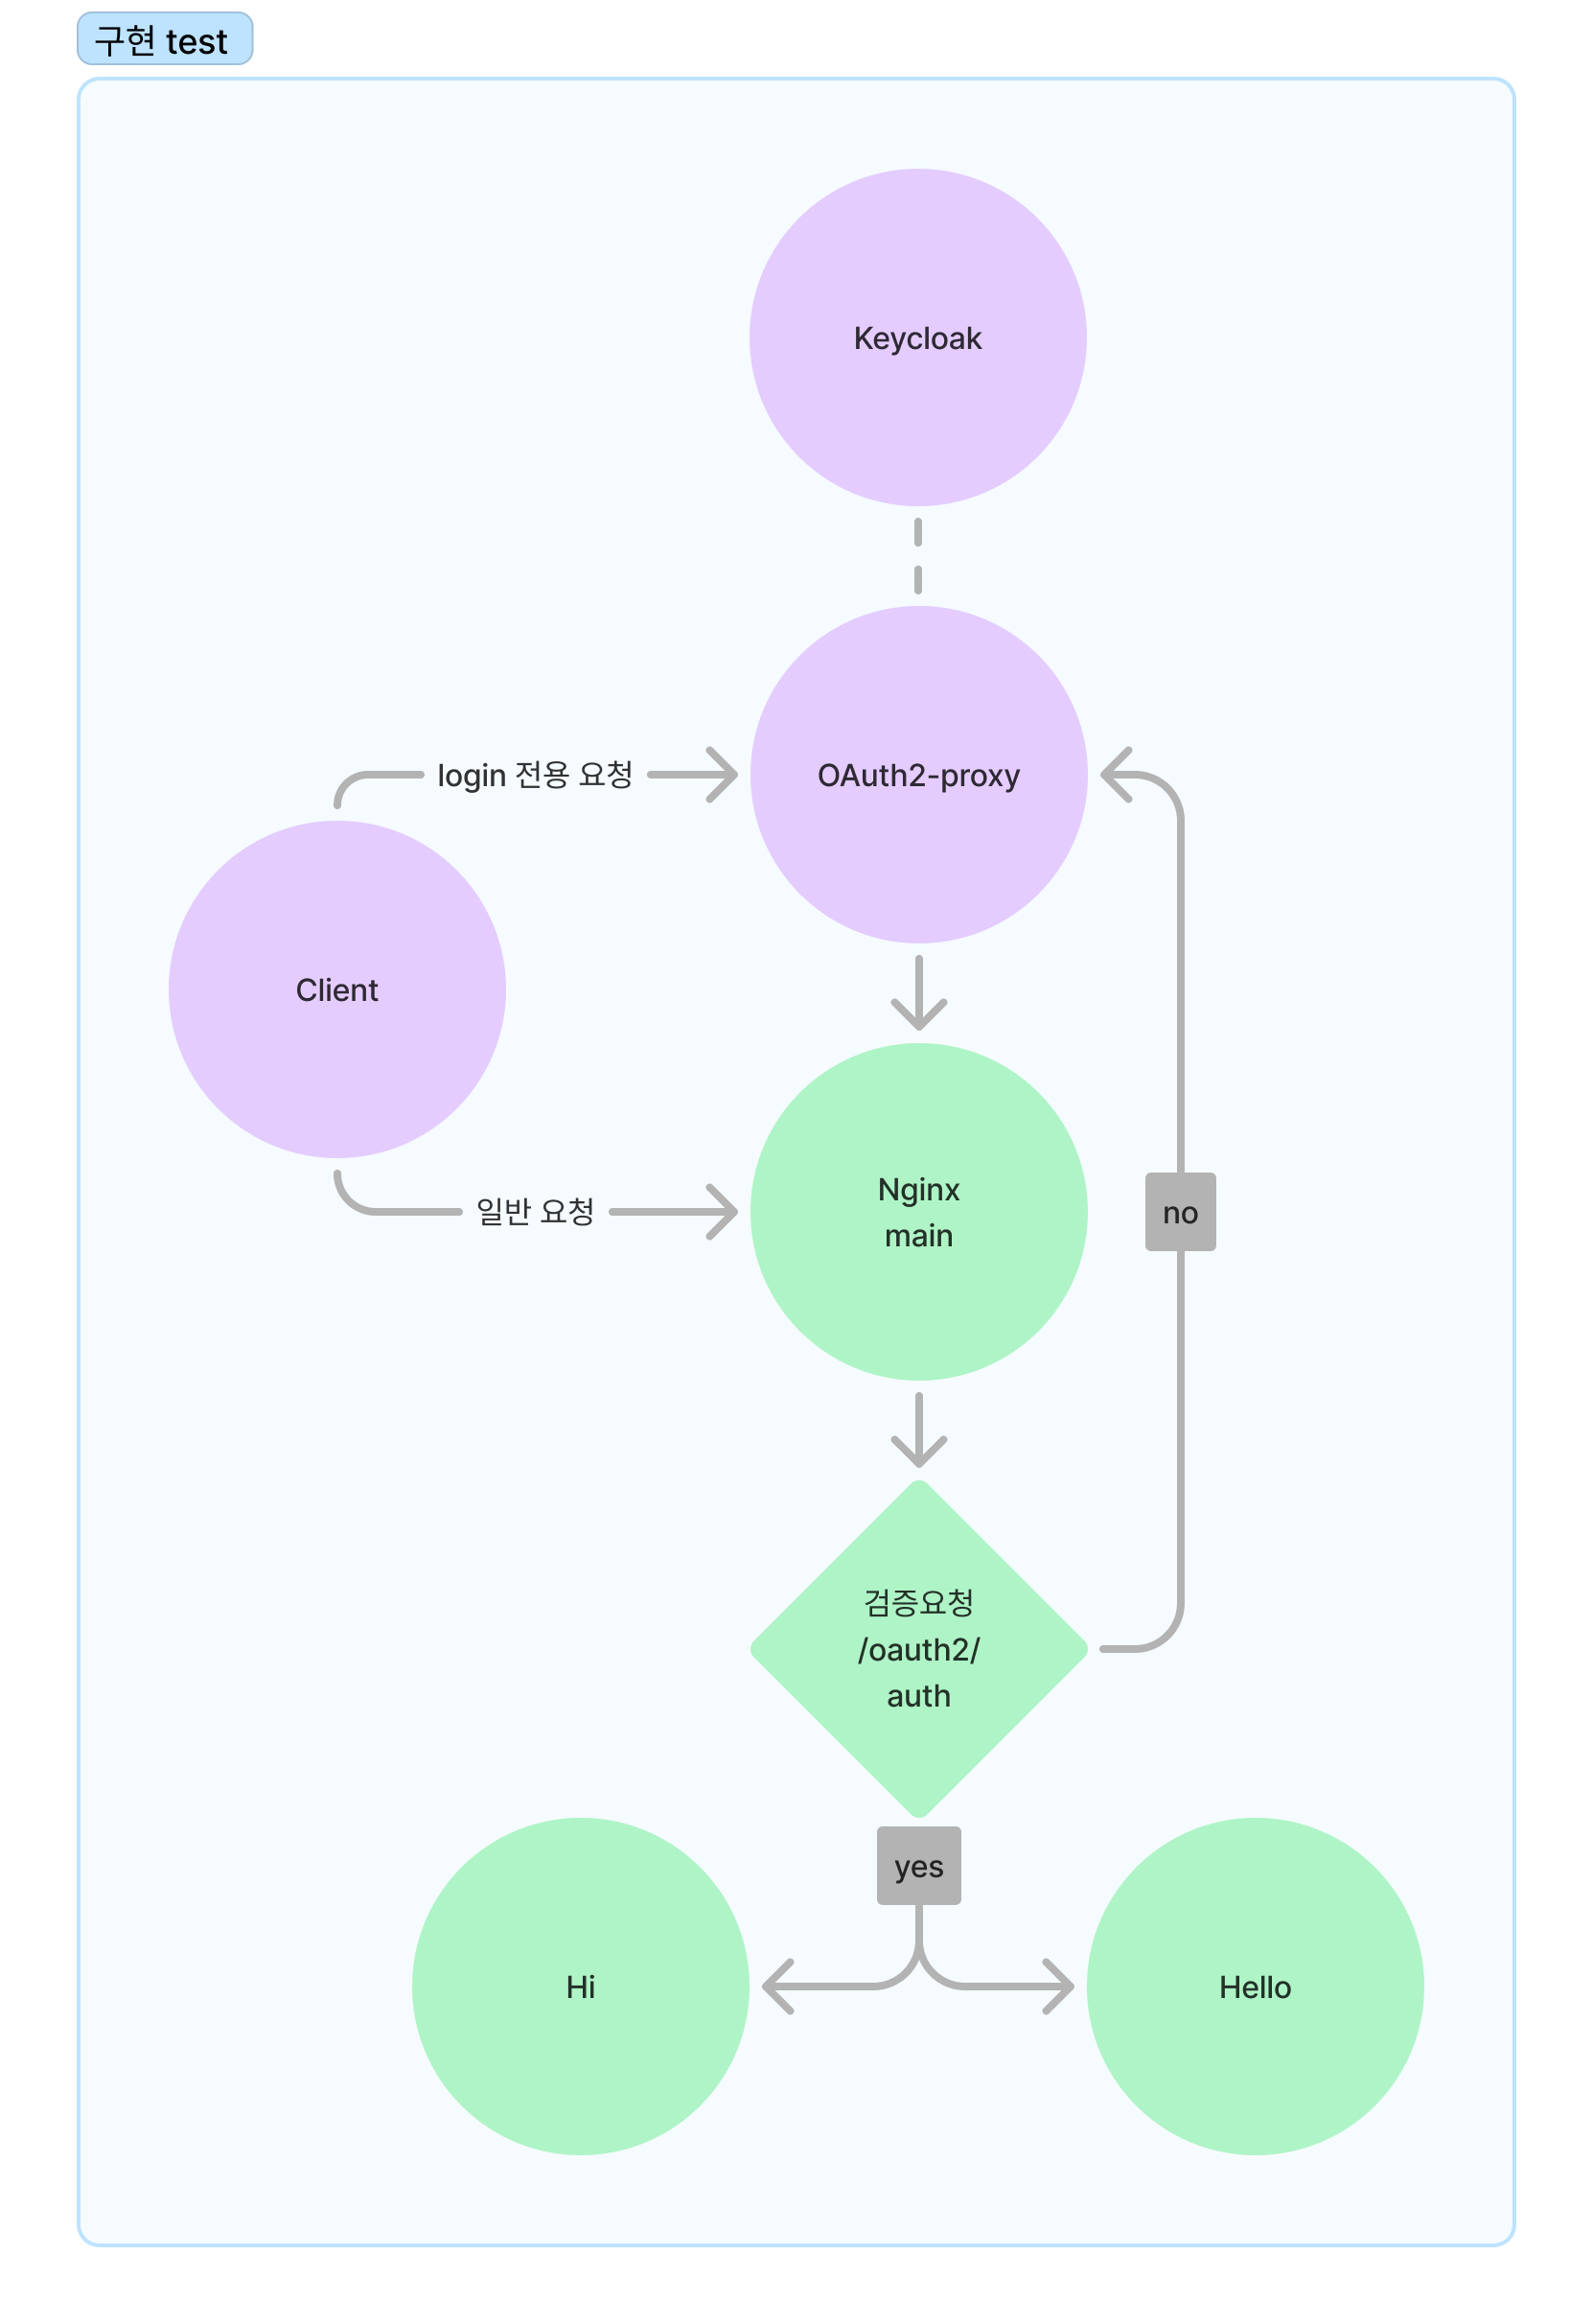 구현 test
Keycloak
login 전용 요청
OAuth2-proxy
Client
Nginx
main
일반 요청
no
검증요청
/oauth2/
auth
yes
Hi
Hello